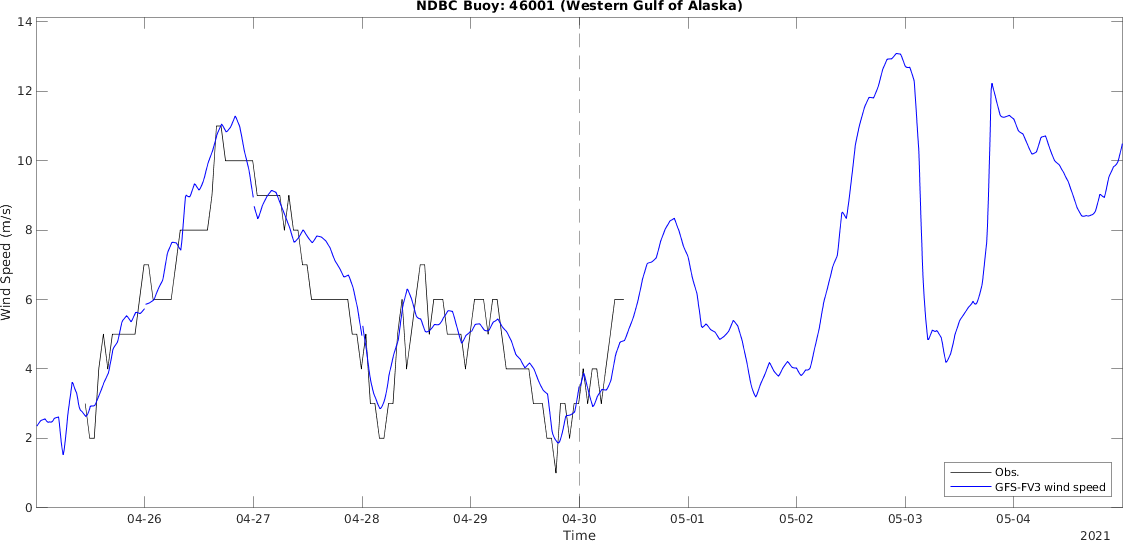 NDBC Buoy: 46001 (Western Gulf of Alaska)
14
12
10
8
6
4
2
0
Wind Speed (m/s)
04-26 04-27 04-28 04-29 04-30 05-01 05-02 05-03 05-04
Time
2021
Obs.
GFS-FV3 wind speed